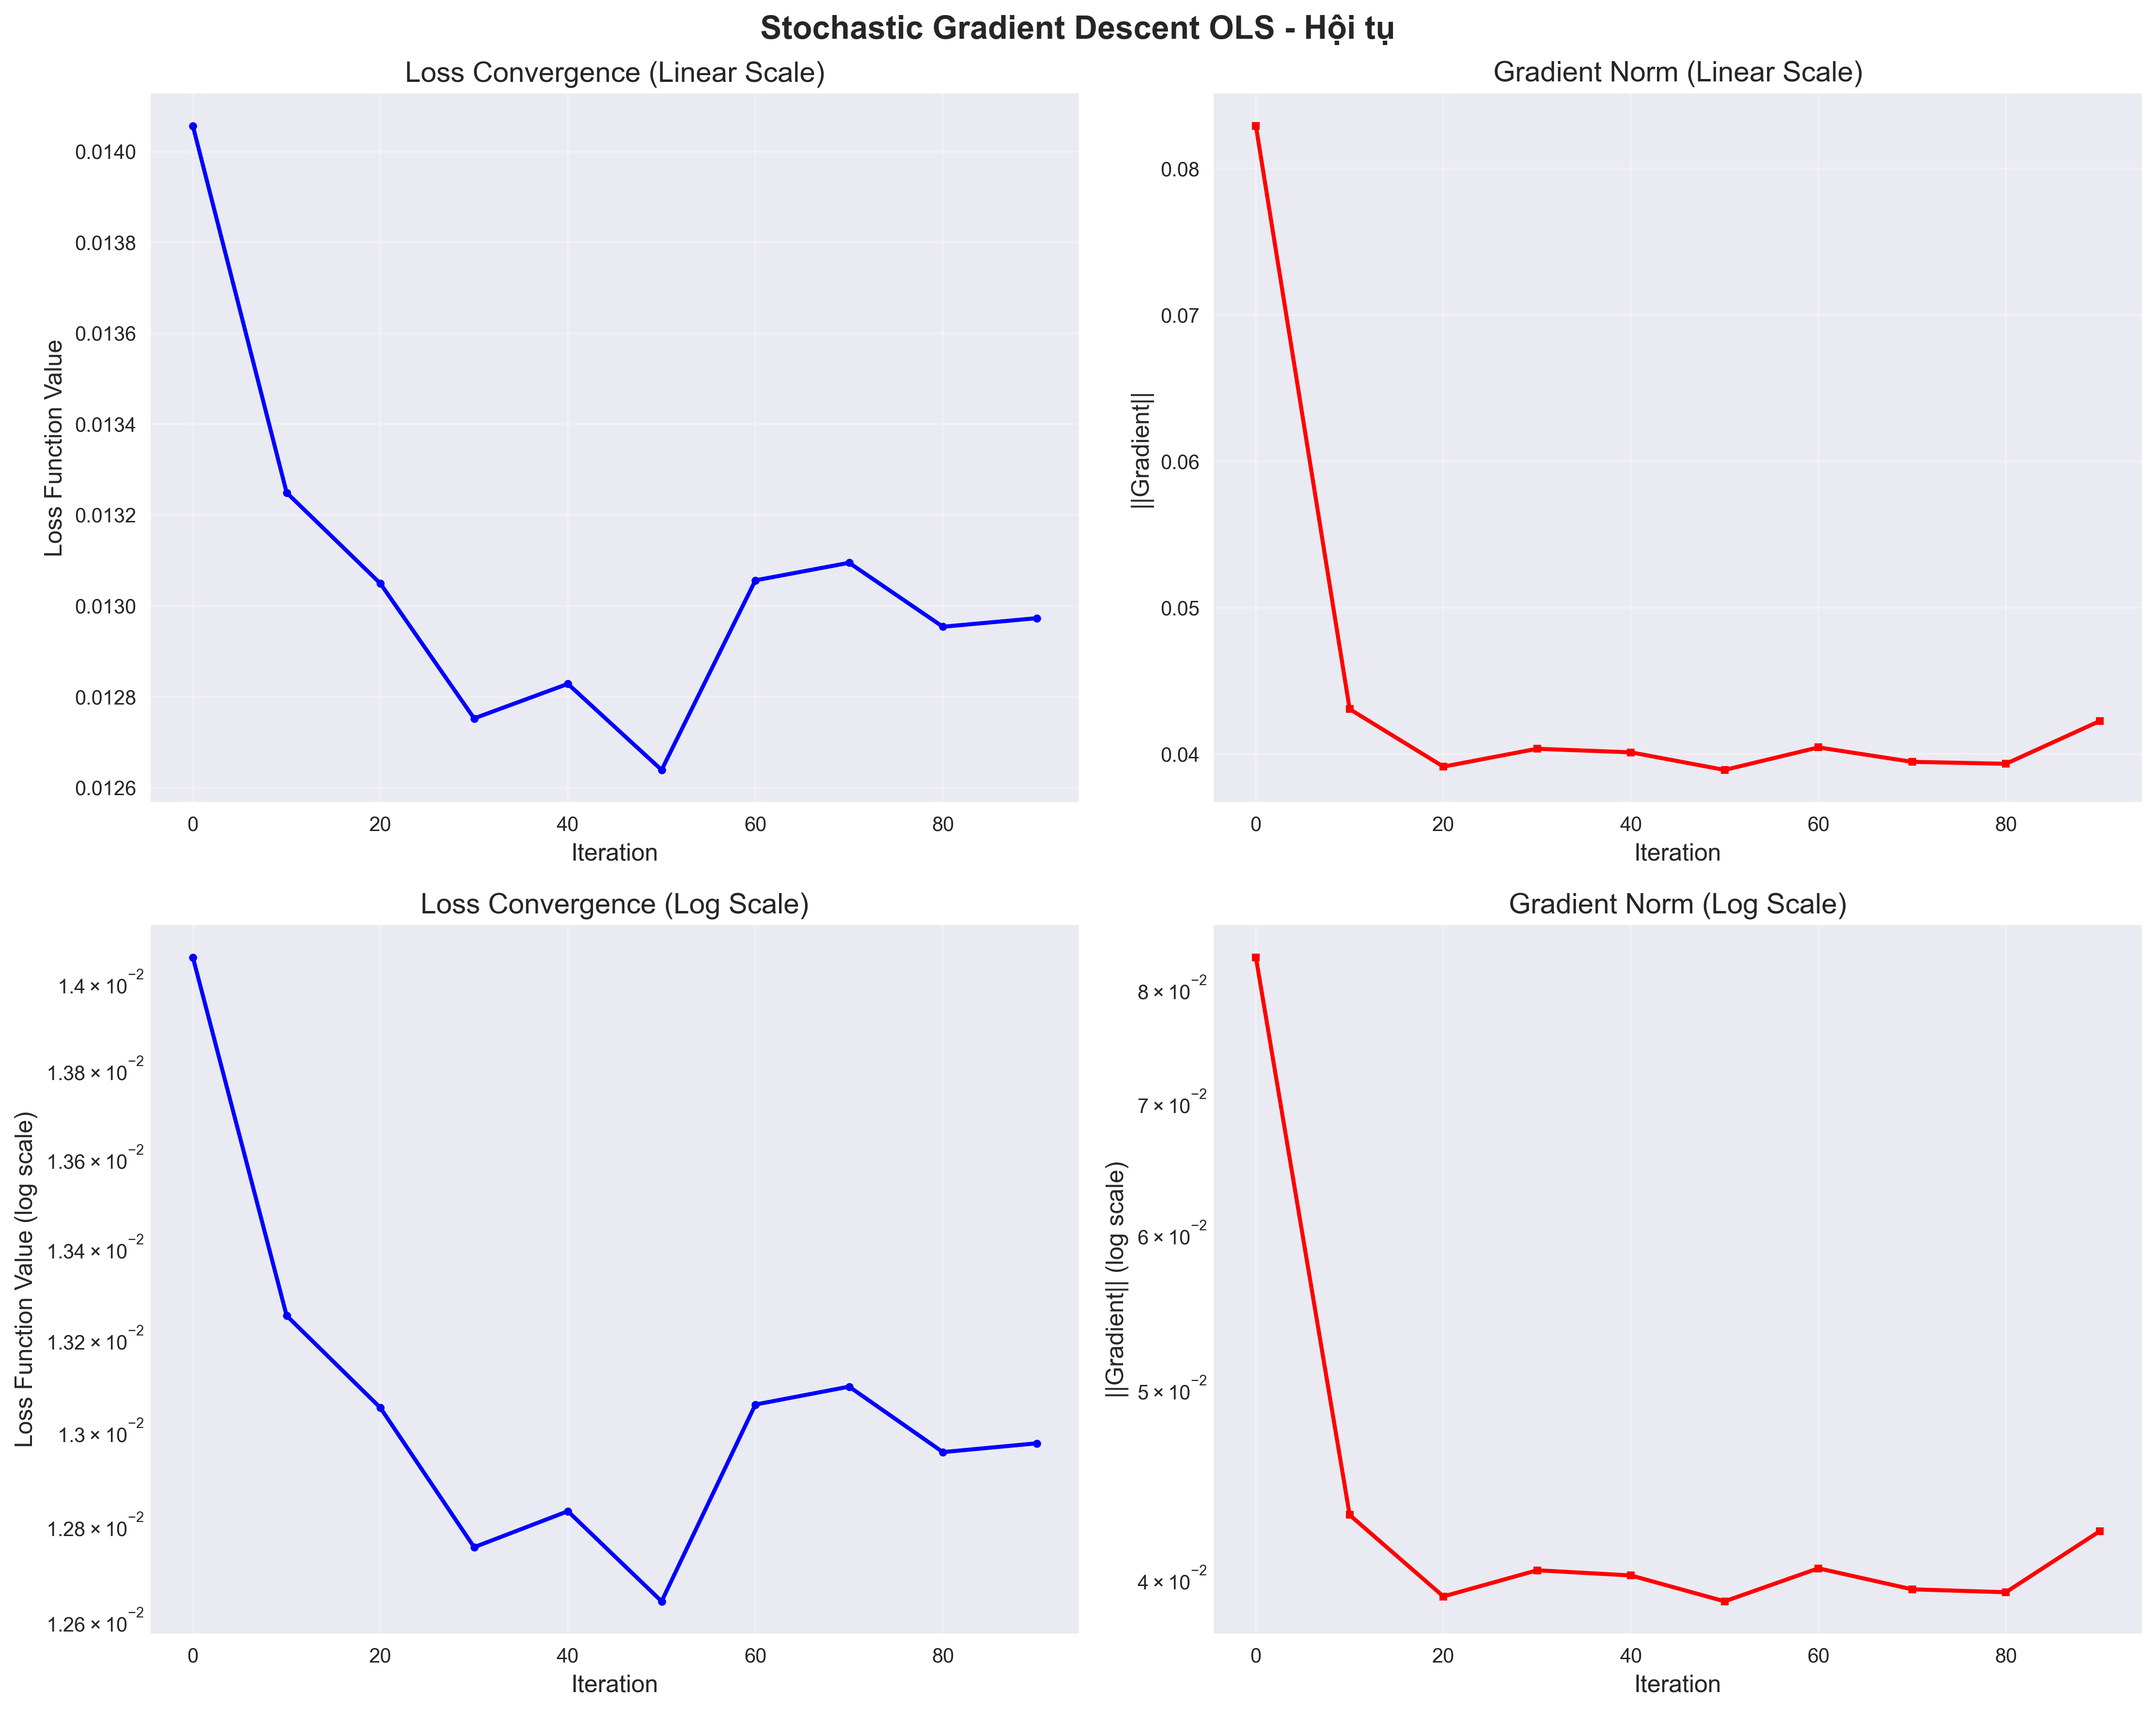 Stochastic Gradient Descent OLS - Hội tụ
Loss Convergence (Linear Scale)
Loss Function Value
0.0140
0.0138
0.0136
0.0134
0.0132
0.0130
0.0128
0.0126
0 20 40 60 80
Iteration
Gradient Norm (Linear Scale)
||Gradient||
0.08
0.07
0.06
0.05
0.04
0 20 40 60 80
Iteration
Loss Convergence (Log Scale)
Loss Function Value (log scale)
1.4 × 10⁻²
1.38 × 10⁻²
1.36 × 10⁻²
1.34 × 10⁻²
1.32 × 10⁻²
1.3 × 10⁻²
1.28 × 10⁻²
1.26 × 10⁻²
0 20 40 60 80
Iteration
Gradient Norm (Log Scale)
||Gradient|| (log scale)
8 × 10⁻²
7 × 10⁻²
6 × 10⁻²
5 × 10⁻²
4 × 10⁻²
0 20 40 60 80
Iteration